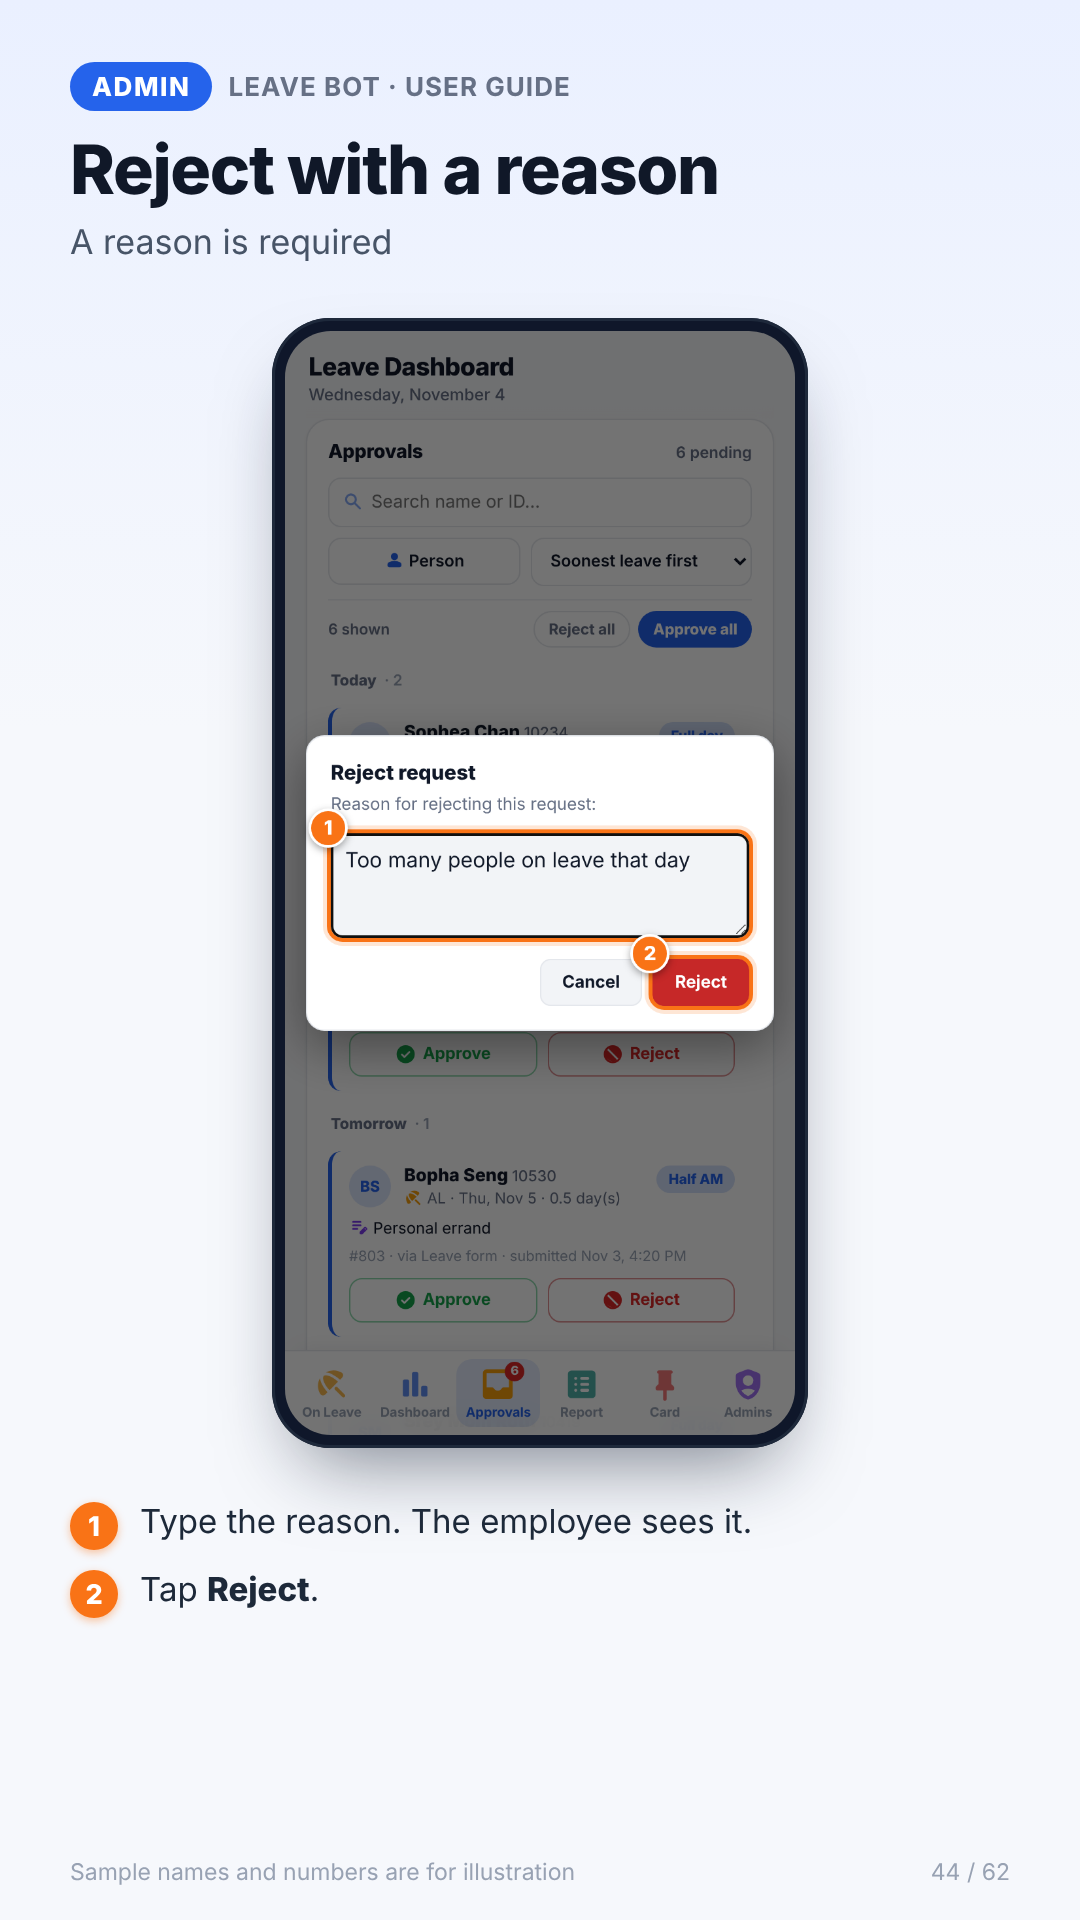 ADMIN LEAVE BOT · USER GUIDE
Reject with a reason
A reason is required
Leave Dashboard
Wednesday, November 4
Approvals 6 pending
Search name or ID...
Person Soonest leave first
6 shown Reject all Approve all
Today · 2
Sophea Chan 10234 Full day
Reject request
Reason for rejecting this request:
1
Too many people on leave that day
2
Cancel Reject
Approve Reject
Tomorrow · 1
BS Bopha Seng 10530 Half AM
AL · Thu, Nov 5 · 0.5 day(s)
Personal errand
#803 · via Leave form · submitted Nov 3, 4:20 PM
Approve Reject
6
On Leave Dashboard Approvals Report Card Admins
1 Type the reason. The employee sees it.
2 Tap Reject.
Sample names and numbers are for illustration 44 / 62